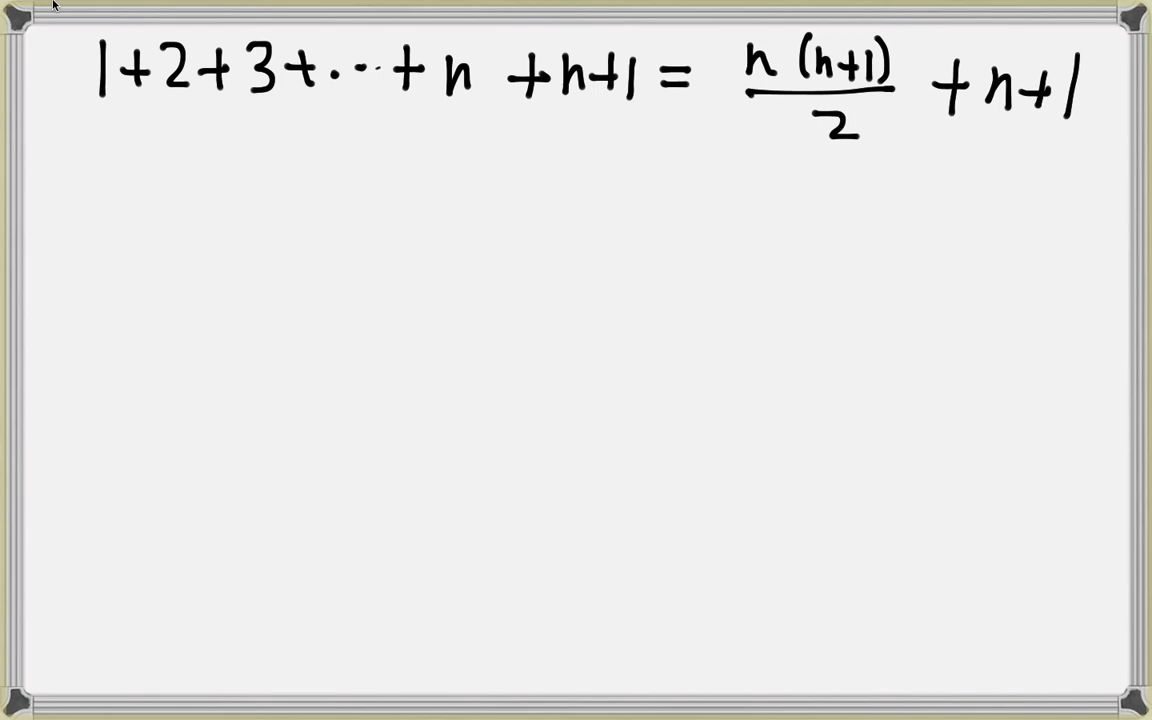 1+2+3+...+n +n+1 = n(n+1)/2 +n+1